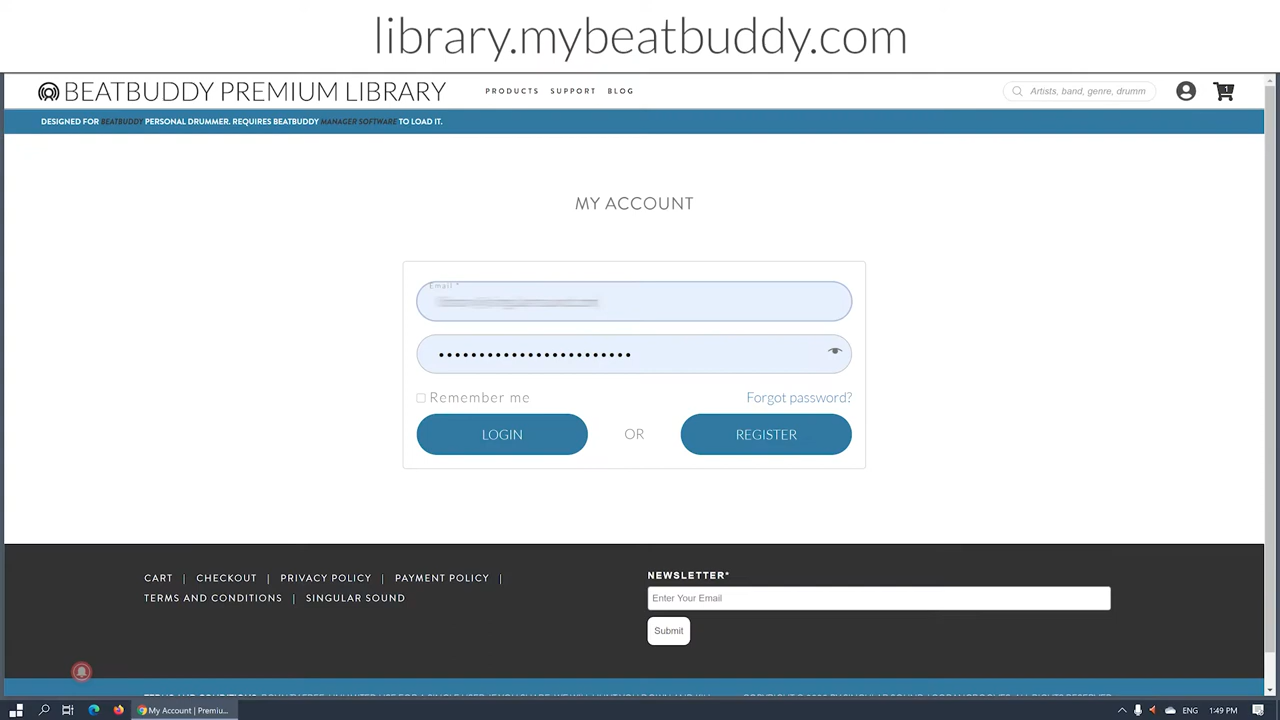 library.mybeatbuddy.com
BEATBUDDY PREMIUM LIBRARY
PRODUCTS SUPPORT BLOG
Artists, band, genre, drumm
1
DESIGNED FOR BEATBUDDY PERSONAL DRUMMER. REQUIRES BEATBUDDY MANAGER SOFTWARE TO LOAD IT.
MY ACCOUNT
Email *
Remember me
Forgot password?
LOGIN
OR
REGISTER
CART | CHECKOUT | PRIVACY POLICY | PAYMENT POLICY |
TERMS AND CONDITIONS | SINGULAR SOUND
NEWSLETTER*
Enter Your Email
Submit
My Account | Premiu...
ENG
1:49 PM